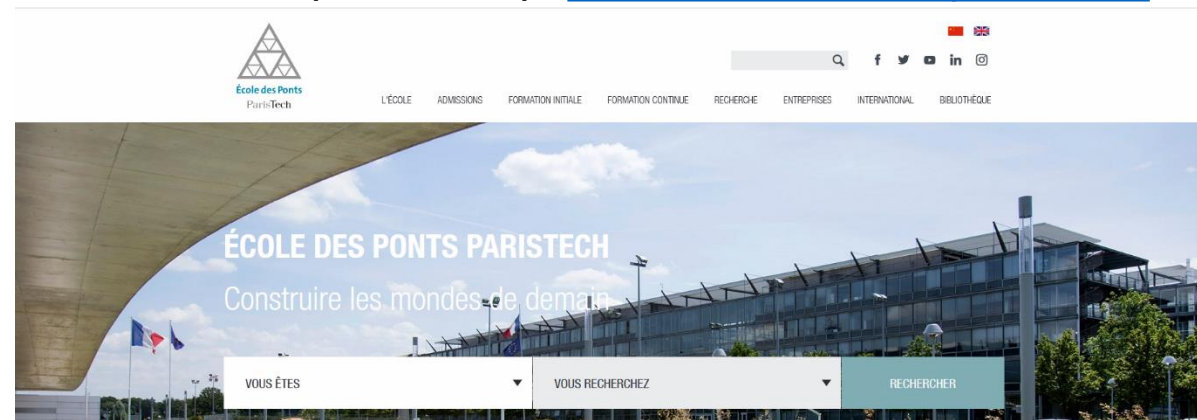 École des Ponts
ParisTech
L'ÉCOLE ADMISSIONS FORMATION INITIALE FORMATION CONTINUE RECHERCHE ENTREPRISES INTERNATIONAL BIBLIOTHÈQUE
ÉCOLE DES PONTS PARISTECH
Construire les mondes de demain
VOUS ÊTES VOUS RECHERCHEZ RECHERCHER